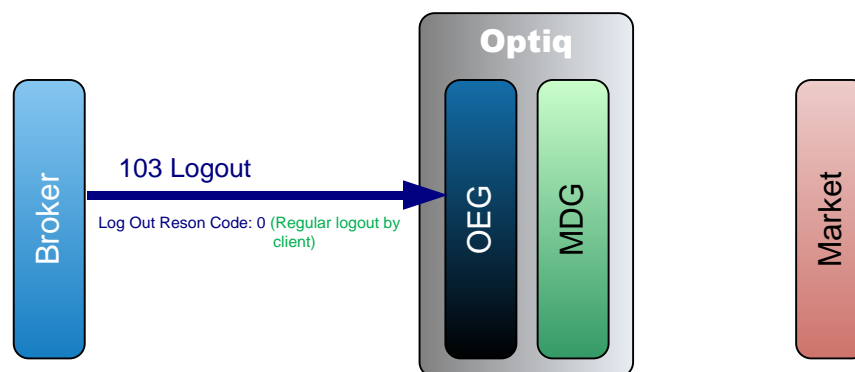 Optiq
103 Logout
Log Out Reson Code: 0 (Regular logout by
client)
Broker
OEG
MDG
Market